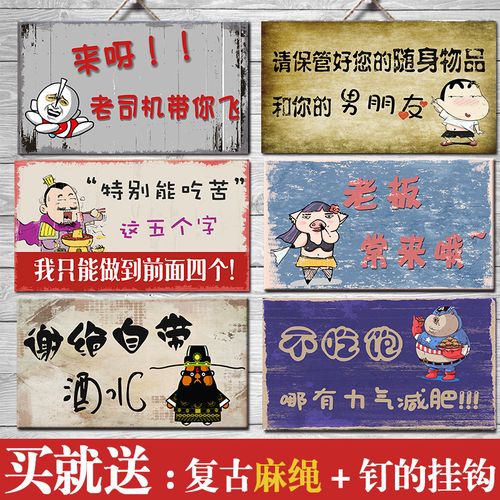 来呀！！
老司机带你飞
请保管好您的随身物品
和你的男朋友
“特别能吃苦”
这五个字
我只能做到前面四个!
老板
常来哦~
谢绝自带
酒水
不吃饱
哪有力气减肥!!!
买就送:复古麻绳+钉的挂钩